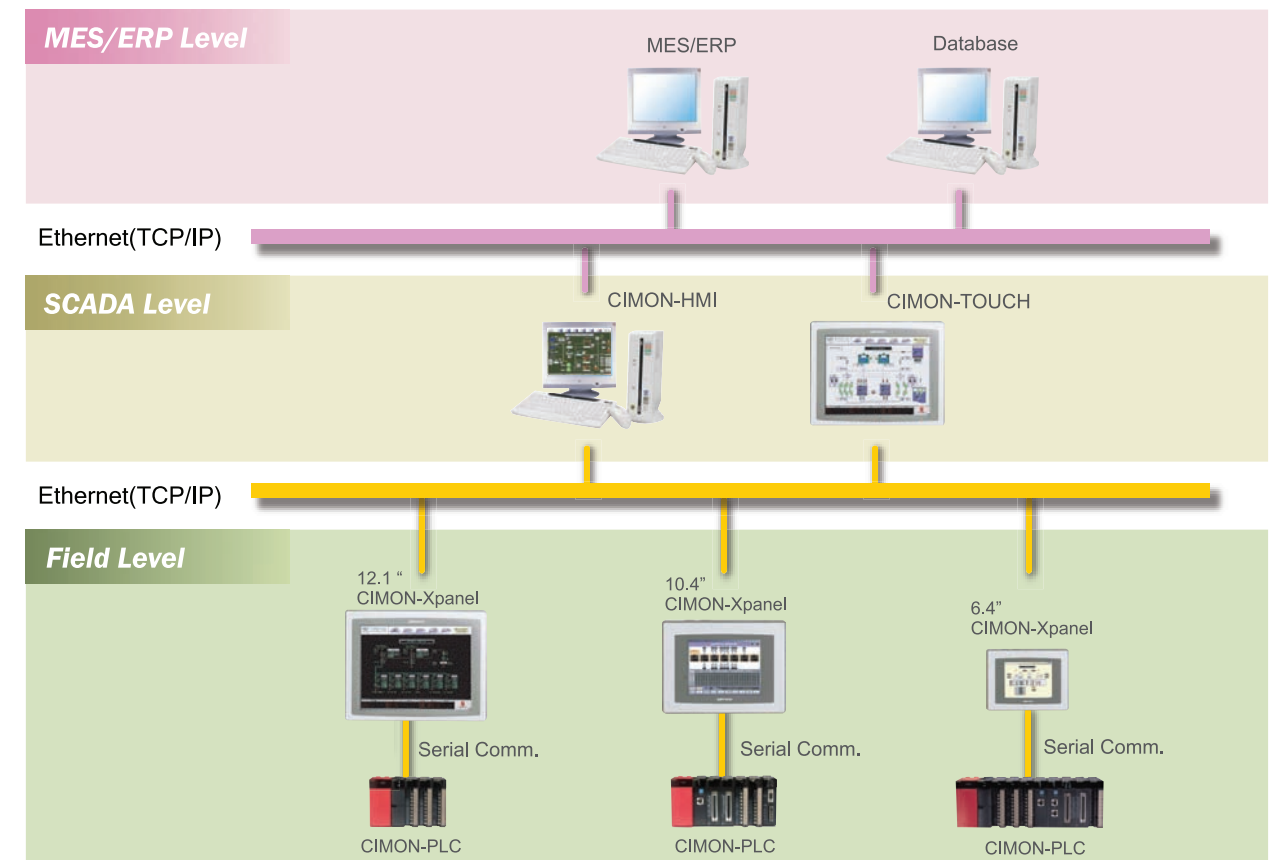 MES/ERP Level
MES/ERP
Database
Ethernet(TCP/IP)
SCADA Level
CIMON-HMI
CIMON-TOUCH
Ethernet(TCP/IP)
Field Level
12.1 “
CIMON-Xpanel
10.4”
CIMON-Xpanel
6.4”
CIMON-Xpanel
Serial Comm.
Serial Comm.
Serial Comm.
CIMON-PLC
CIMON-PLC
CIMON-PLC